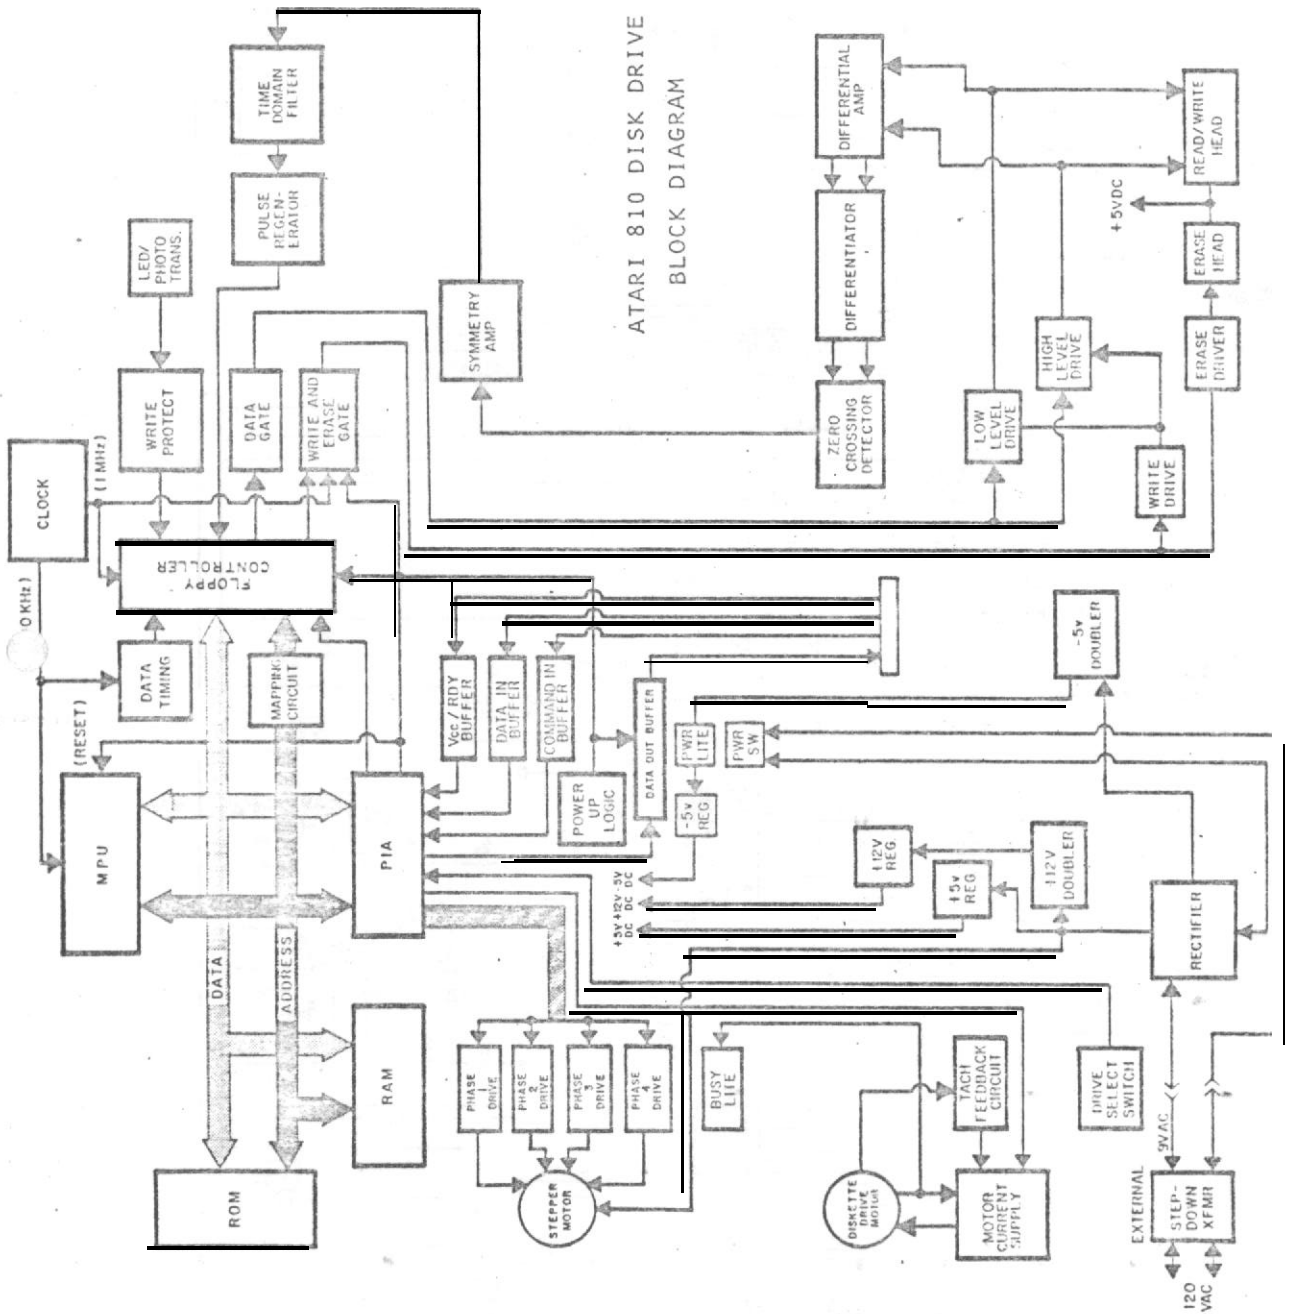 ATARI 810 DISK DRIVE
BLOCK DIAGRAM
CLOCK
(1 MHz)
0 KHz)
(RESET)
MPU
ROM
RAM
PIA
DATA
ADDRESS
DATA
TIMING
MAPPING
CIRCUIT
FLOPPY
CONTROLLER
WRITE
PROTECT
LED/
PHOTO
TRANS.
DATA
GATE
WRITE AND
ERASE
GATE
PULSE
REGEN-
ERATOR
TIME
DOMAIN
FILTER
SYMMETRY
AMP
Vcc / RDY
BUFFER
DATA IN
BUFFER
COMMAND IN
BUFFER
POWER
UP
LOGIC
DATA OUT BUFFER
PWR
LITE
-5V
REG
PWR
SW
+5V +12V -5V
DC DC DC
+12V
REG
+5V
REG
+12V
DOUBLER
-5V
DOUBLER
RECTIFIER
PHASE
1
DRIVE
PHASE
2
DRIVE
PHASE
3
DRIVE
PHASE
4
DRIVE
STEPPER
MOTOR
BUSY
LITE
DISKETTE
DRIVE
MOTOR
TACH
FEEDBACK
CIRCUIT
MOTOR
CURRENT
SUPPLY
DRIVE
SELECT
SWITCH
9VAC
EXTERNAL
STEP-
DOWN
XFMR
120
VAC
DIFFERENTIAL
AMP
DIFFERENTIATOR
ZERO
CROSSING
DETECTOR
LOW
LEVEL
DRIVE
HIGH
LEVEL
DRIVE
WRITE
DRIVE
ERASE
DRIVER
ERASE
HEAD
+5VDC
READ/WRITE
HEAD